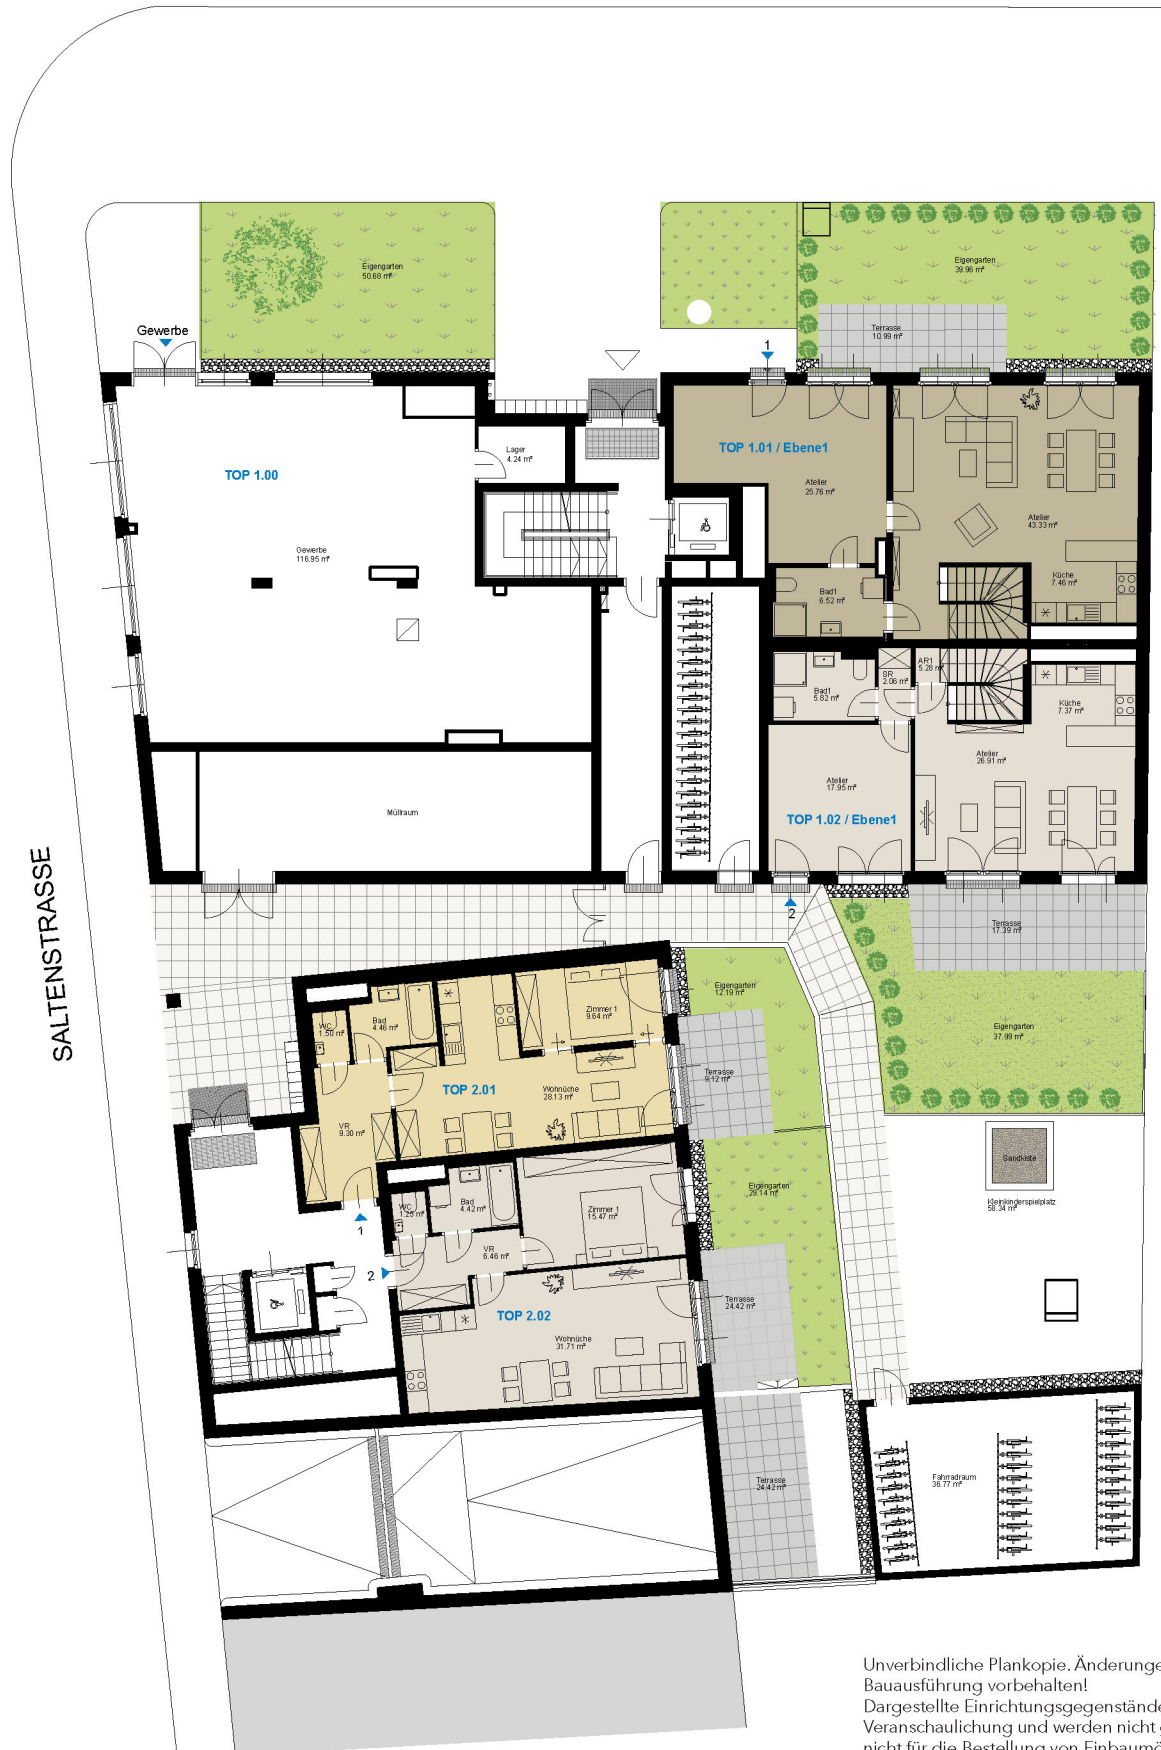 Eigengarten
50.68 m²
Eigengarten
39.96 m²
Gewerbe
Terrasse
10.99 m²
1
TOP 1.00
Lager
4.24 m²
TOP 1.01 / Ebene1
Atelier
25.76 m²
Atelier
43.33 m²
Gewerbe
116.95 m²
Küche
7.46 m²
Bad1
6.52 m²
Bad1
5.82 m²
SR
2.06 m²
AR1
5.28 m²
Küche
7.37 m²
Atelier
26.91 m²
Atelier
17.95 m²
TOP 1.02 / Ebene1
Müllraum
2
Terrasse
17.39 m²
SALTENSTRASSE
Eigengarten
12.19 m²
Eigengarten
37.99 m²
WC
1.50 m²
Bad
4.46 m²
Zimmer 1
9.64 m²
TOP 2.01
Wohnküche
28.13 m²
Terrasse
9.12 m²
VR
9.30 m²
Sandkiste
Kleinkinderspielplatz
58.34 m²
Eigengarten
29.14 m²
WC
1.25 m²
Bad
4.42 m²
Zimmer 1
15.47 m²
1
VR
6.46 m²
2
TOP 2.02
Wohnküche
31.71 m²
Terrasse
24.42 m²
Terrasse
24.42 m²
Fahrradraum
36.77 m²
Unverbindliche Plankopie. Änderunge
Bauausführung vorbehalten!
Dargestellte Einrichtungsgegenstände
Veranschaulichung und werden nicht g
nicht für die Bestellung von Einbaumö